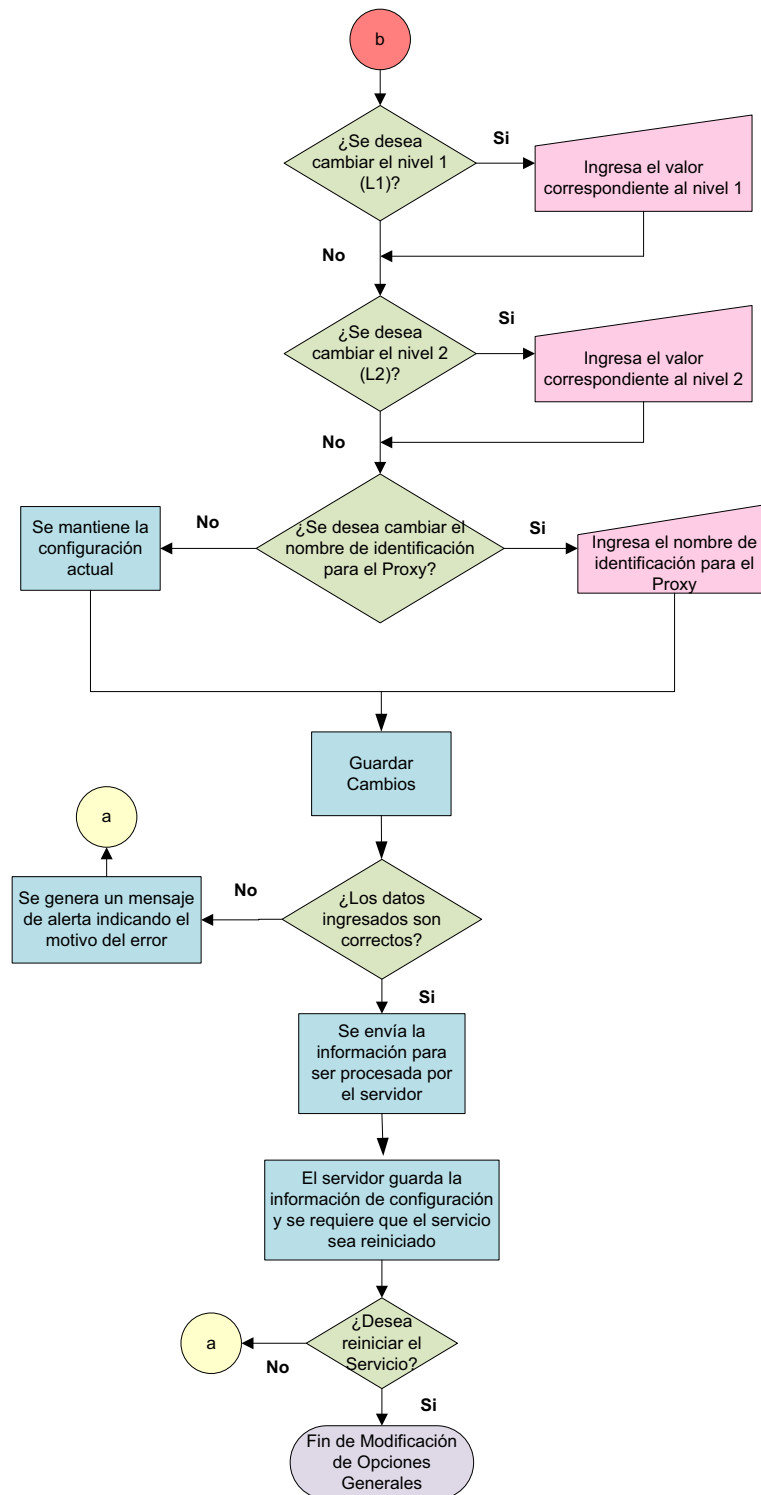 b
¿Se desea
cambiar el nivel 1
(L1)?
Si
Ingresa el valor
correspondiente al nivel 1
No
¿Se desea
cambiar el nivel 2
(L2)?
Si
Ingresa el valor
correspondiente al nivel 2
No
Se mantiene la
configuración
actual
No
¿Se desea cambiar el
nombre de identificación
para el Proxy?
Si
Ingresa el nombre de
identificación para el
Proxy
Guardar
Cambios
a
Se genera un mensaje
de alerta indicando el
motivo del error
No
¿Los datos
ingresados son
correctos?
Si
Se envía la
información para
ser procesada por
el servidor
El servidor guarda la
información de configuración
y se requiere que el servicio
sea reiniciado
a
No
¿Desea
reiniciar el
Servicio?
Si
Fin de Modificación
de Opciones
Generales